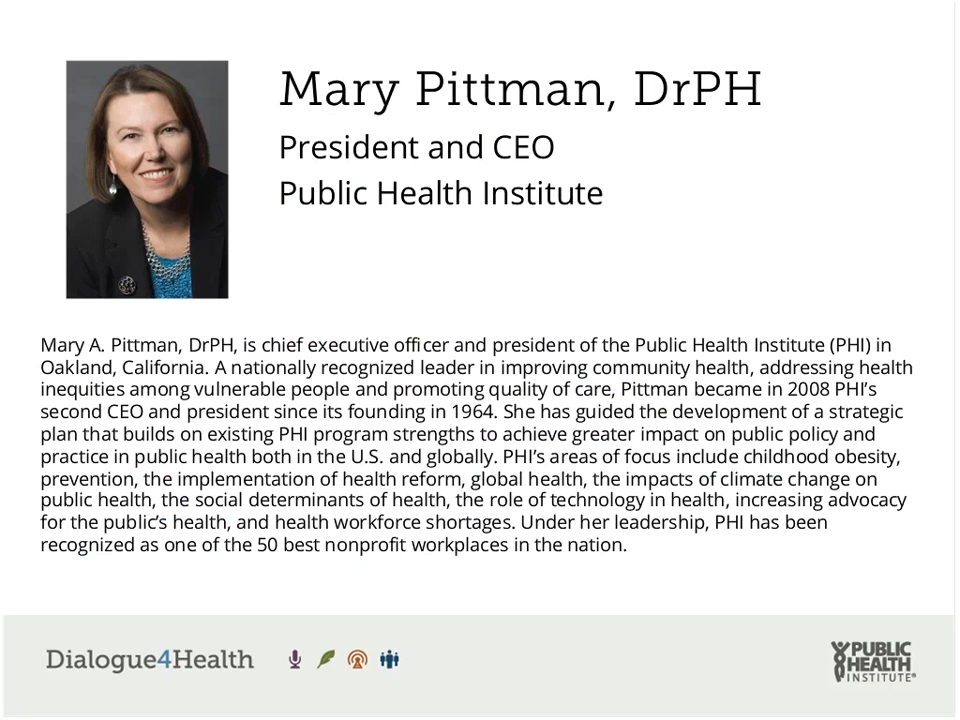 Mary Pittman, DrPH
President and CEO
Public Health Institute
Mary A. Pittman, DrPH, is chief executive officer and president of the Public Health Institute (PHI) in
Oakland, California. A nationally recognized leader in improving community health, addressing health
inequities among vulnerable people and promoting quality of care, Pittman became in 2008 PHI's
second CEO and president since its founding in 1964. She has guided the development of a strategic
plan that builds on existing PHI program strengths to achieve greater impact on public policy and
practice in public health both in the U.S. and globally. PHI's areas of focus include childhood obesity,
prevention, the implementation of health reform, global health, the impacts of climate change on
public health, the social determinants of health, the role of technology in health, increasing advocacy
for the public's health, and health workforce shortages. Under her leadership, PHI has been
recognized as one of the 50 best nonprofit workplaces in the nation.
Dialogue4Health
PUBLIC
HEALTH
INSTITUTE®